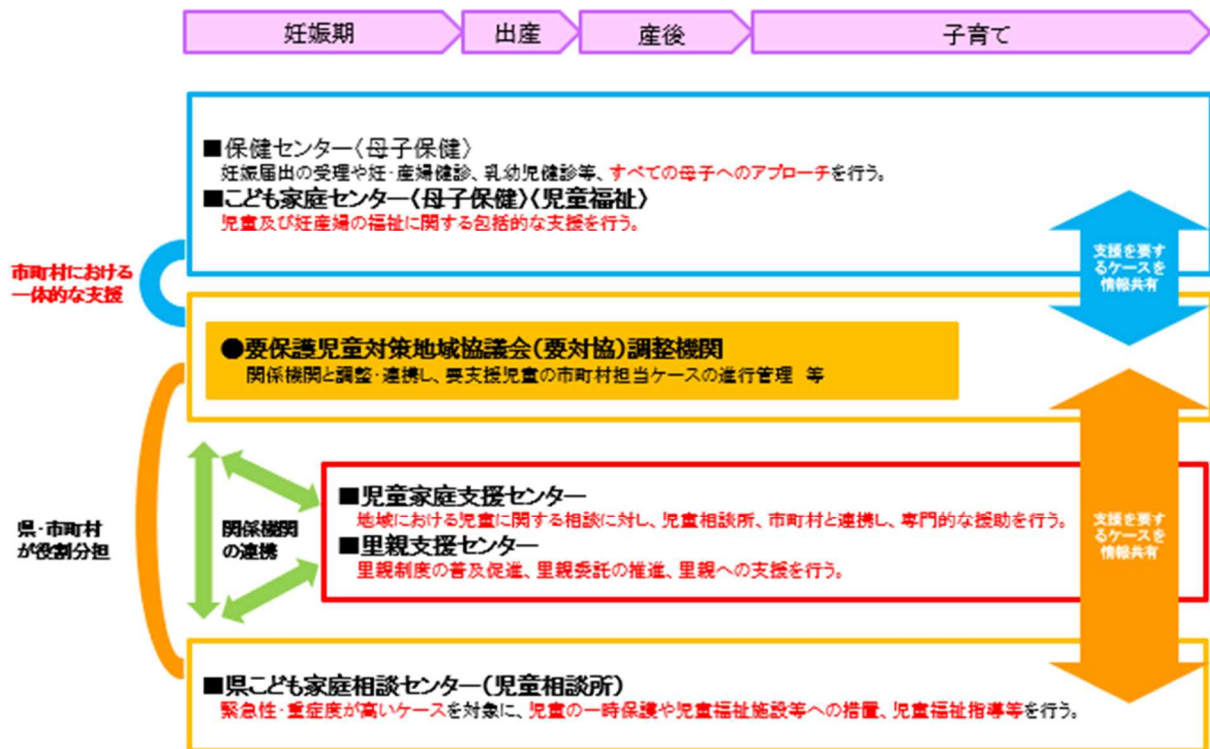 妊娠期
出産
産後
子育て
■保健センター〈母子保健〉
妊娠届出の受理や妊・産婦健診、乳幼児健診等、すべての母子へのアプローチを行う。
■こども家庭センター〈母子保健〉〈児童福祉〉
児童及び妊産婦の福祉に関する包括的な支援を行う。
支援を要す
るケースを
情報共有
市町村における
一体的な支援
●要保護児童対策地域協議会(要対協)調整機関
関係機関と調整・連携し、要支援児童の市町村担当ケースの進行管理 等
県・市町村
が役割分担
関係機関
の連携
■児童家庭支援センター
地域における児童に関する相談に対し、児童相談所、市町村と連携し、専門的な援助を行う。
■里親支援センター
里親制度の普及促進、里親委託の推進、里親への支援を行う。
支援を要す
るケースを
情報共有
■県こども家庭相談センター(児童相談所)
緊急性・重症度が高いケースを対象に、児童の一時保護や児童福祉施設等への措置、児童福祉指導等を行う。